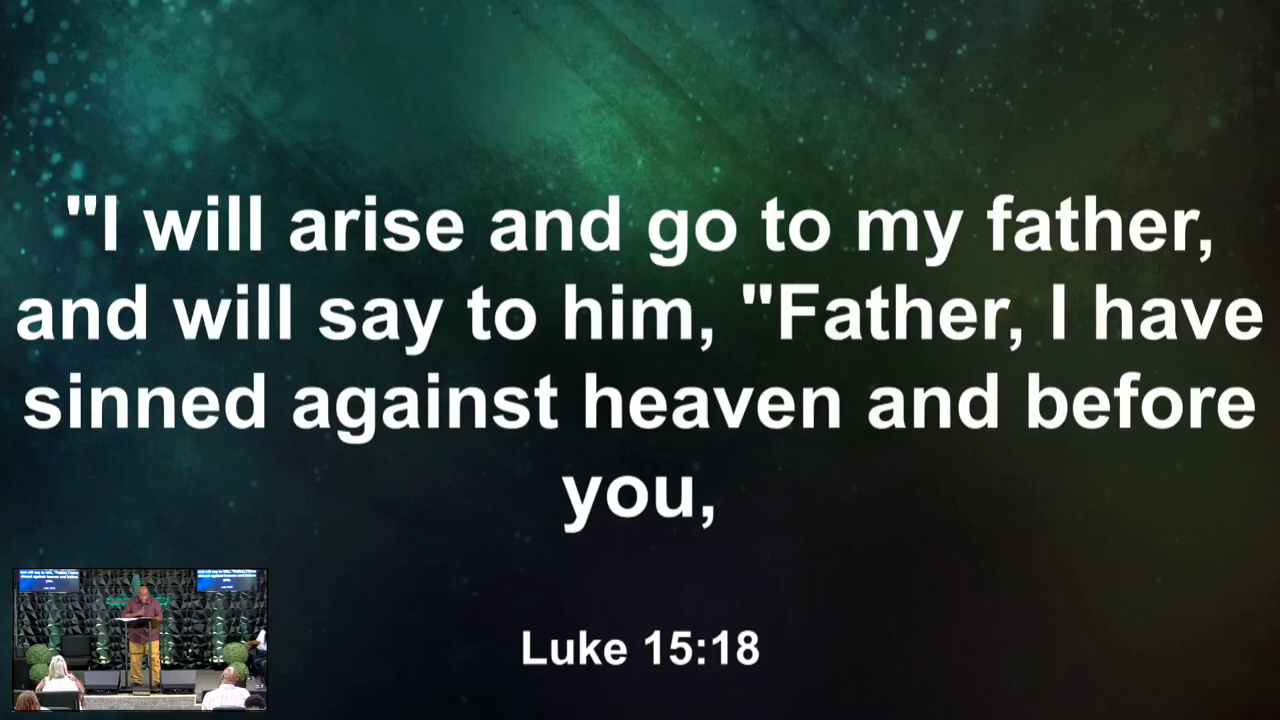 "I will arise and go to my father,
and will say to him, "Father, I have
sinned against heaven and before
you,
Luke 15:18